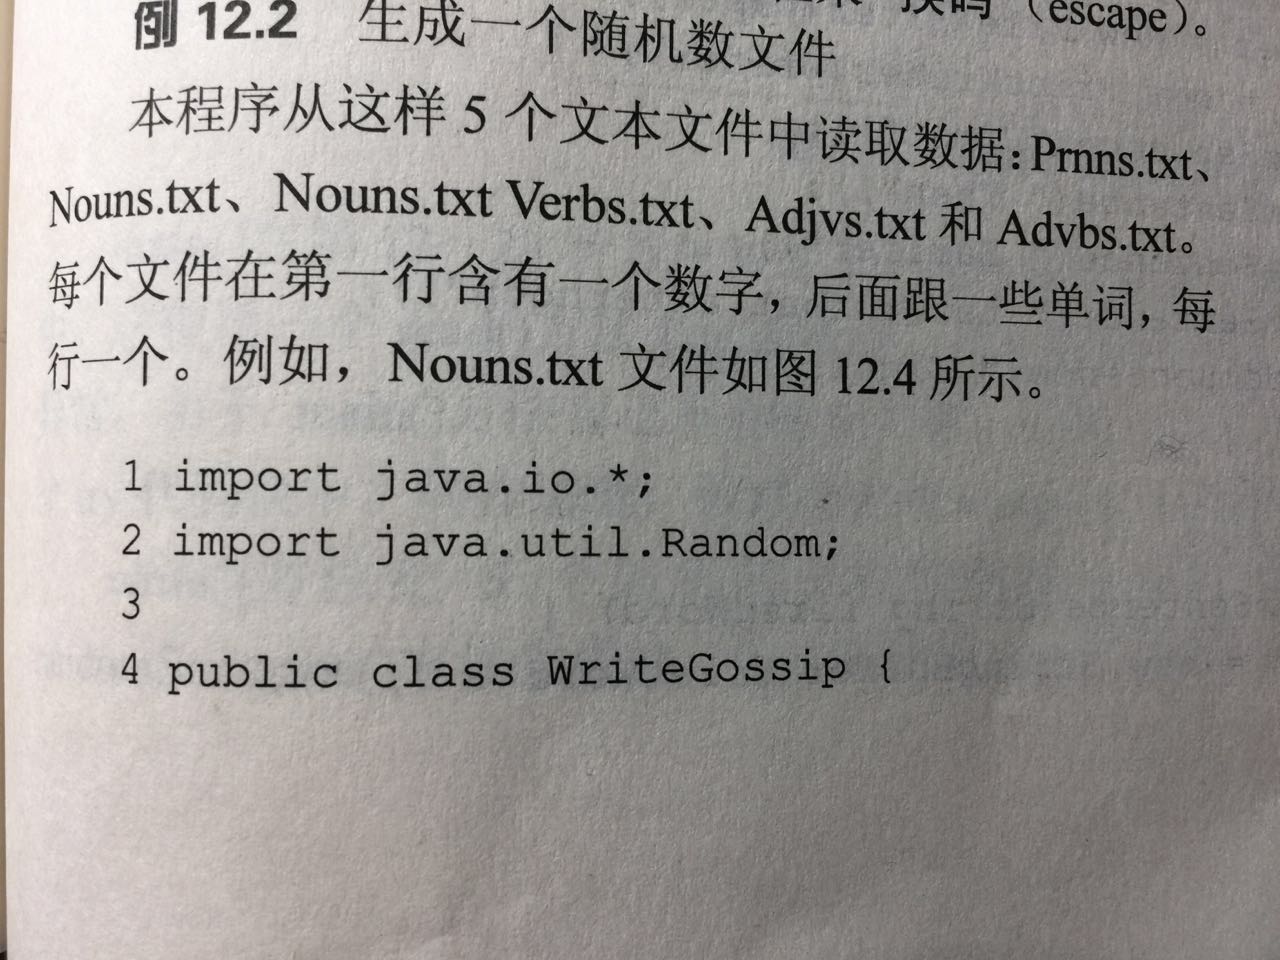 例 12.2 生成一个随机数文件
(escape)。
本程序从这样 5 个文本文件中读取数据: Prnns.txt、
Nouns.txt、Nouns.txt Verbs.txt、Adjvs.txt 和 Advbs.txt。
每个文件在第一行含有一个数字，后面跟一些单词，每
行一个。例如，Nouns.txt 文件如图 12.4 所示。
1 import java.io.*;
2 import java.util.Random;
3
4 public class WriteGossip {